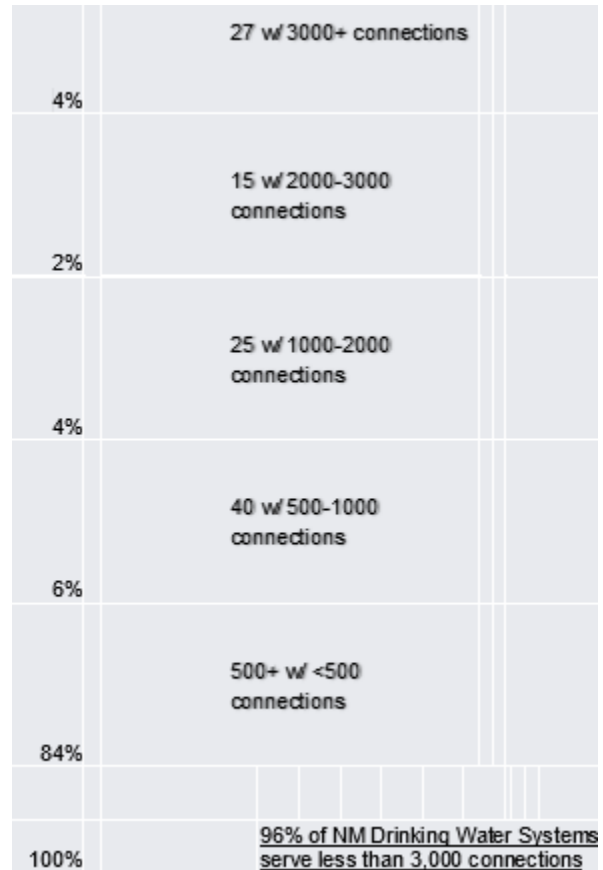 27 w/ 3000+ connections
4%
15 w/ 2000-3000
connections
2%
25 w/ 1000-2000
connections
4%
40 w/ 500-1000
connections
6%
500+ w/ <500
connections
84%
96% of NM Drinking Water Systems
100% serve less than 3,000 connections